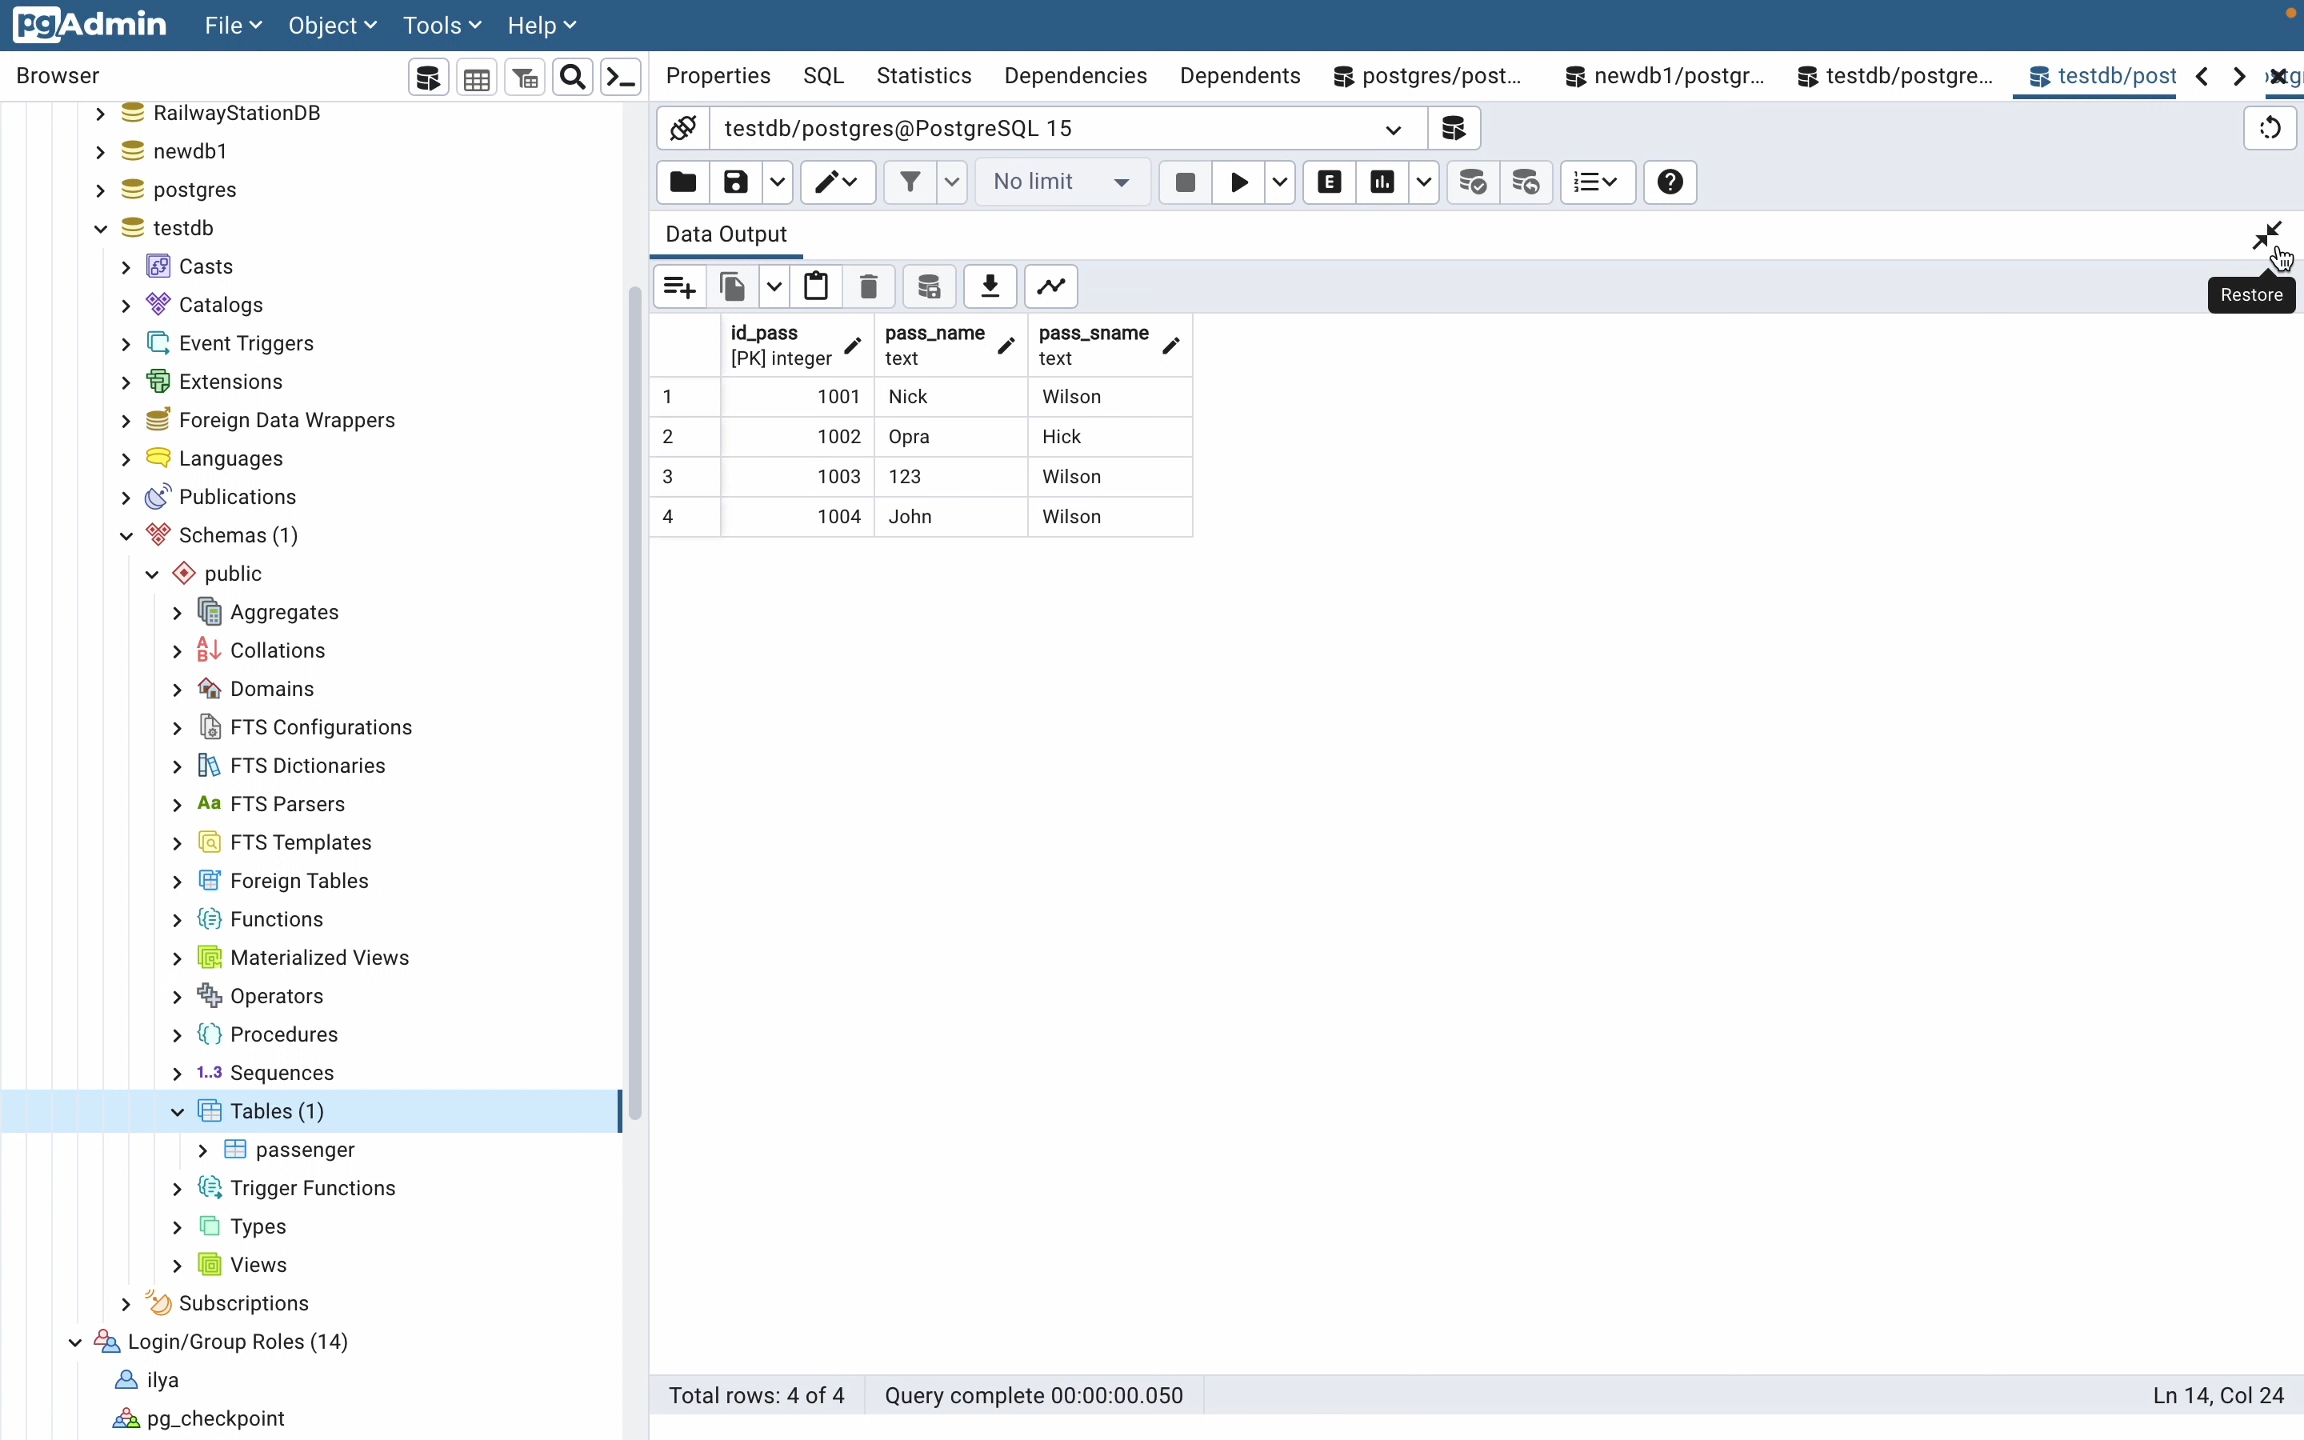 pgAdmin File Object Tools Help
Browser
Properties SQL Statistics Dependencies Dependents postgres/post... newdb1/postgr... testdb/postgre... testdb/post
RailwayStationDB
newdb1
postgres
testdb
Casts
Catalogs
Event Triggers
Extensions
Foreign Data Wrappers
Languages
Publications
Schemas (1)
public
Aggregates
Collations
Domains
FTS Configurations
FTS Dictionaries
Aa FTS Parsers
FTS Templates
Foreign Tables
Functions
Materialized Views
Operators
Procedures
1..3 Sequences
Tables (1)
passenger
Trigger Functions
Types
Views
Subscriptions
Login/Group Roles (14)
ilya
pg_checkpoint
testdb/postgres@PostgreSQL 15
No limit
E
Data Output
Restore
id_pass pass_name pass_sname
[PK] integer text text
1 1001 Nick Wilson
2 1002 Opra Hick
3 1003 123 Wilson
4 1004 John Wilson
Total rows: 4 of 4 Query complete 00:00:00.050 Ln 14, Col 24